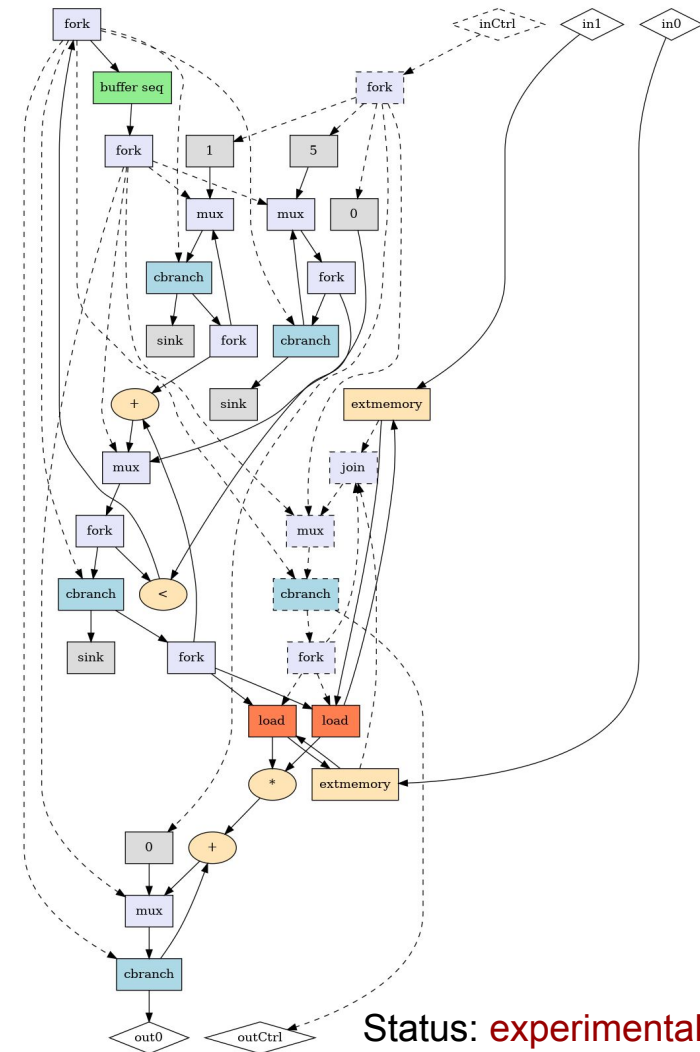 fork
inCtrl
in1
in0
buffer seq
fork
fork
1
5
mux
mux
0
cbranch
fork
sink
fork
cbranch
+
sink
extmemory
mux
join
fork
mux
cbranch
<
cbranch
sink
fork
fork
load
load
*
extmemory
0
+
mux
cbranch
out0
outCtrl
Status: experimental